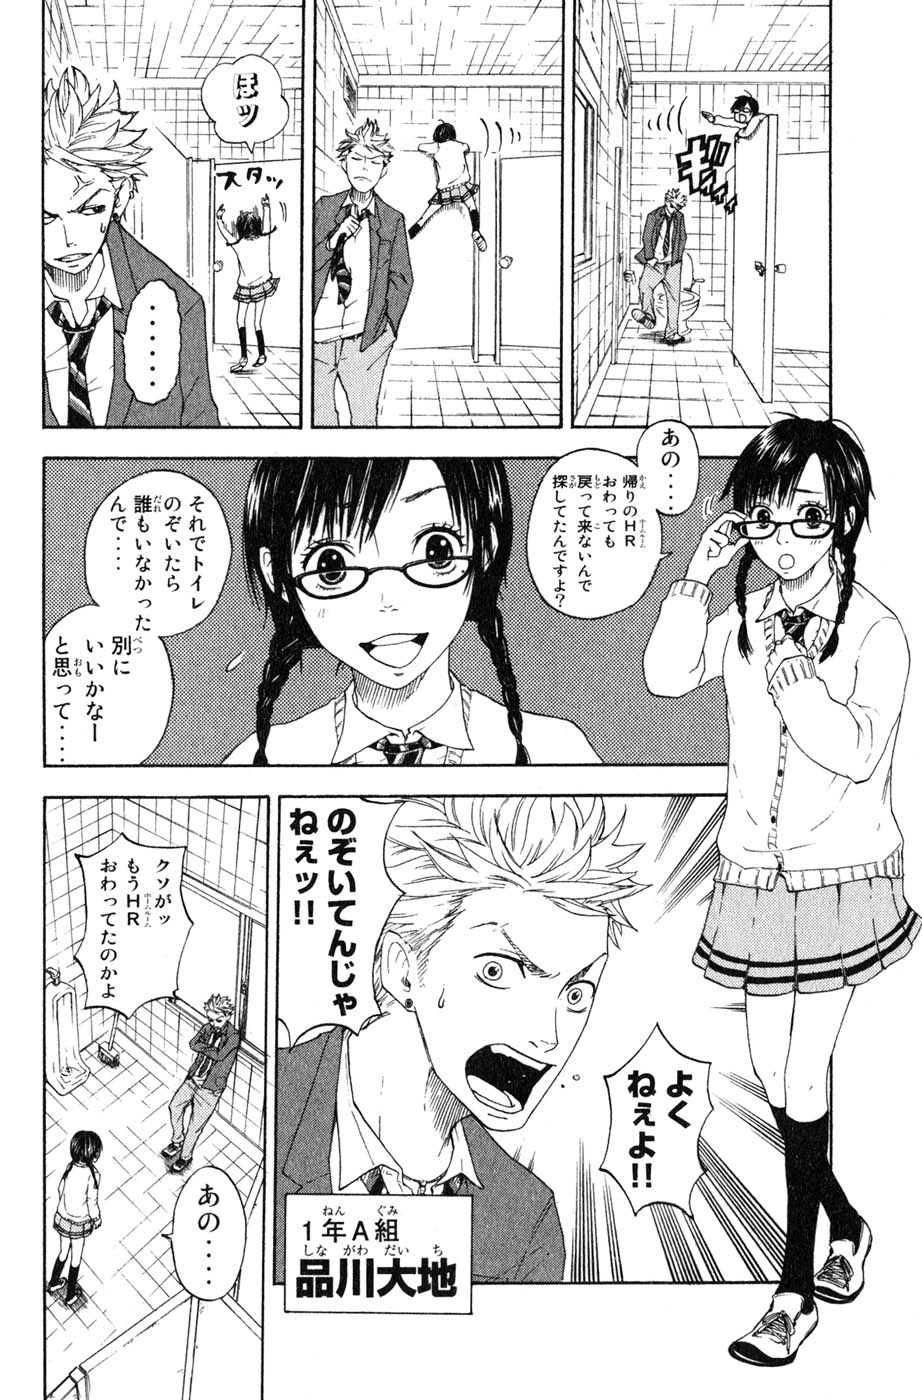 ギィィ…
スタッ
ほッ
‥‥‥
あの‥‥
帰りのＨＲ
おわっても
戻って来ないんで
探してたんですよ？
それでトイレ
のぞいたら
誰もいなかった
んで‥‥
別に
いいかなー
と思って‥‥
よく
ねぇよ!!
のぞいてんじゃ
ねぇッ!!
１年Ａ組
品川大地
クソがッ
もうＨＲ
おわってたのかよ
あの‥‥